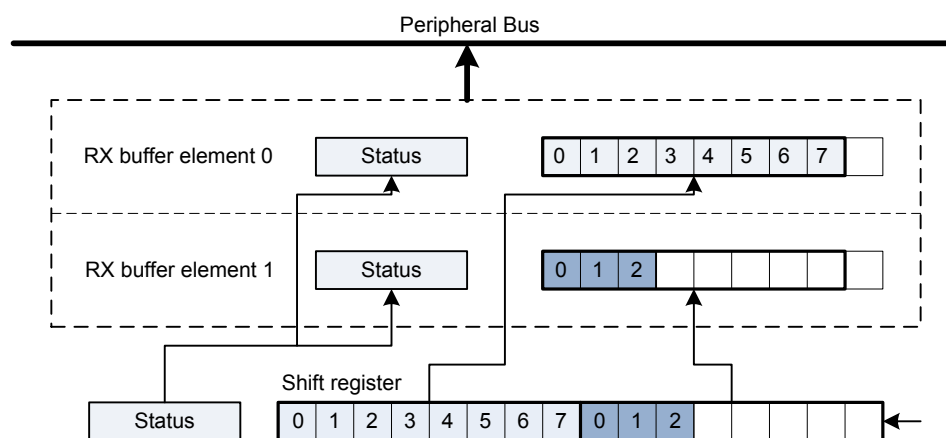 Peripheral Bus
RX buffer element 0 Status 0 1 2 3 4 5 6 7
RX buffer element 1 Status 0 1 2
Shift register
Status 0 1 2 3 4 5 6 7 0 1 2